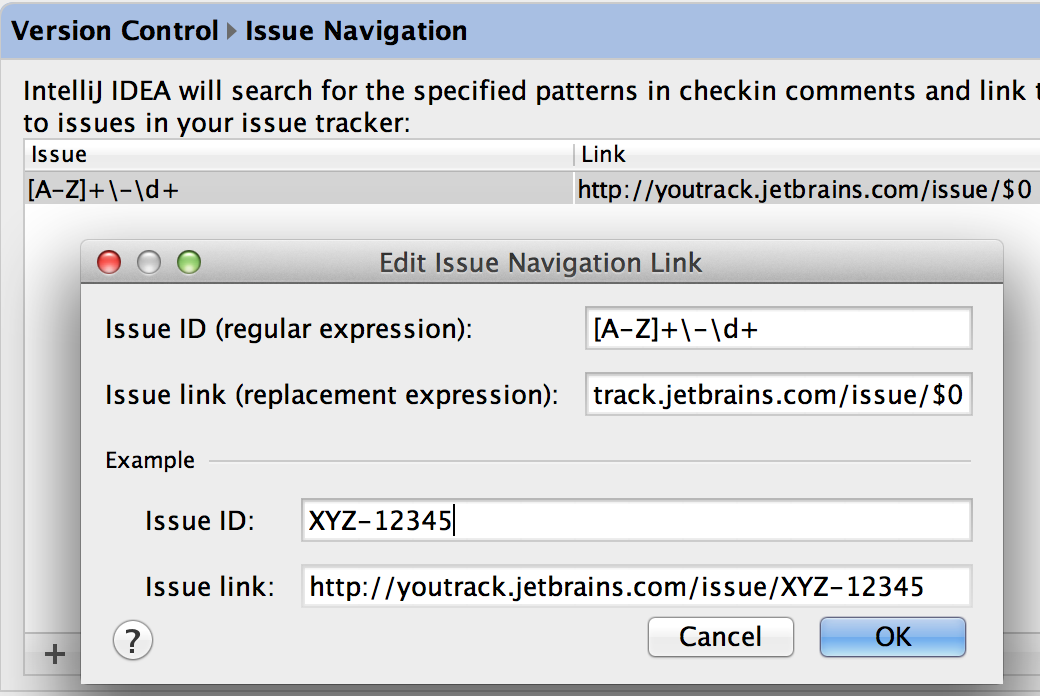 Version Control Issue Navigation
IntelliJ IDEA will search for the specified patterns in checkin comments and link
to issues in your issue tracker:
Issue Link
[A-Z]+\-\d+ http://youtrack.jetbrains.com/issue/$0
Edit Issue Navigation Link
Issue ID (regular expression): [A-Z]+\-\d+
Issue link (replacement expression): track.jetbrains.com/issue/$0
Example
Issue ID: XYZ-12345
Issue link: http://youtrack.jetbrains.com/issue/XYZ-12345
+ ? Cancel OK